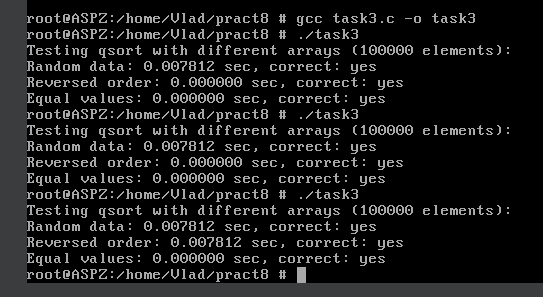 root@ASPZ:/home/Vlad/pract8 # gcc task3.c -o task3
root@ASPZ:/home/Vlad/pract8 # ./task3
Testing qsort with different arrays (100000 elements):
Random data: 0.007812 sec, correct: yes
Reversed order: 0.000000 sec, correct: yes
Equal values: 0.000000 sec, correct: yes
root@ASPZ:/home/Vlad/pract8 # ./task3
Testing qsort with different arrays (100000 elements):
Random data: 0.007812 sec, correct: yes
Reversed order: 0.000000 sec, correct: yes
Equal values: 0.000000 sec, correct: yes
root@ASPZ:/home/Vlad/pract8 # ./task3
Testing qsort with different arrays (100000 elements):
Random data: 0.007812 sec, correct: yes
Reversed order: 0.007812 sec, correct: yes
Equal values: 0.000000 sec, correct: yes
root@ASPZ:/home/Vlad/pract8 #